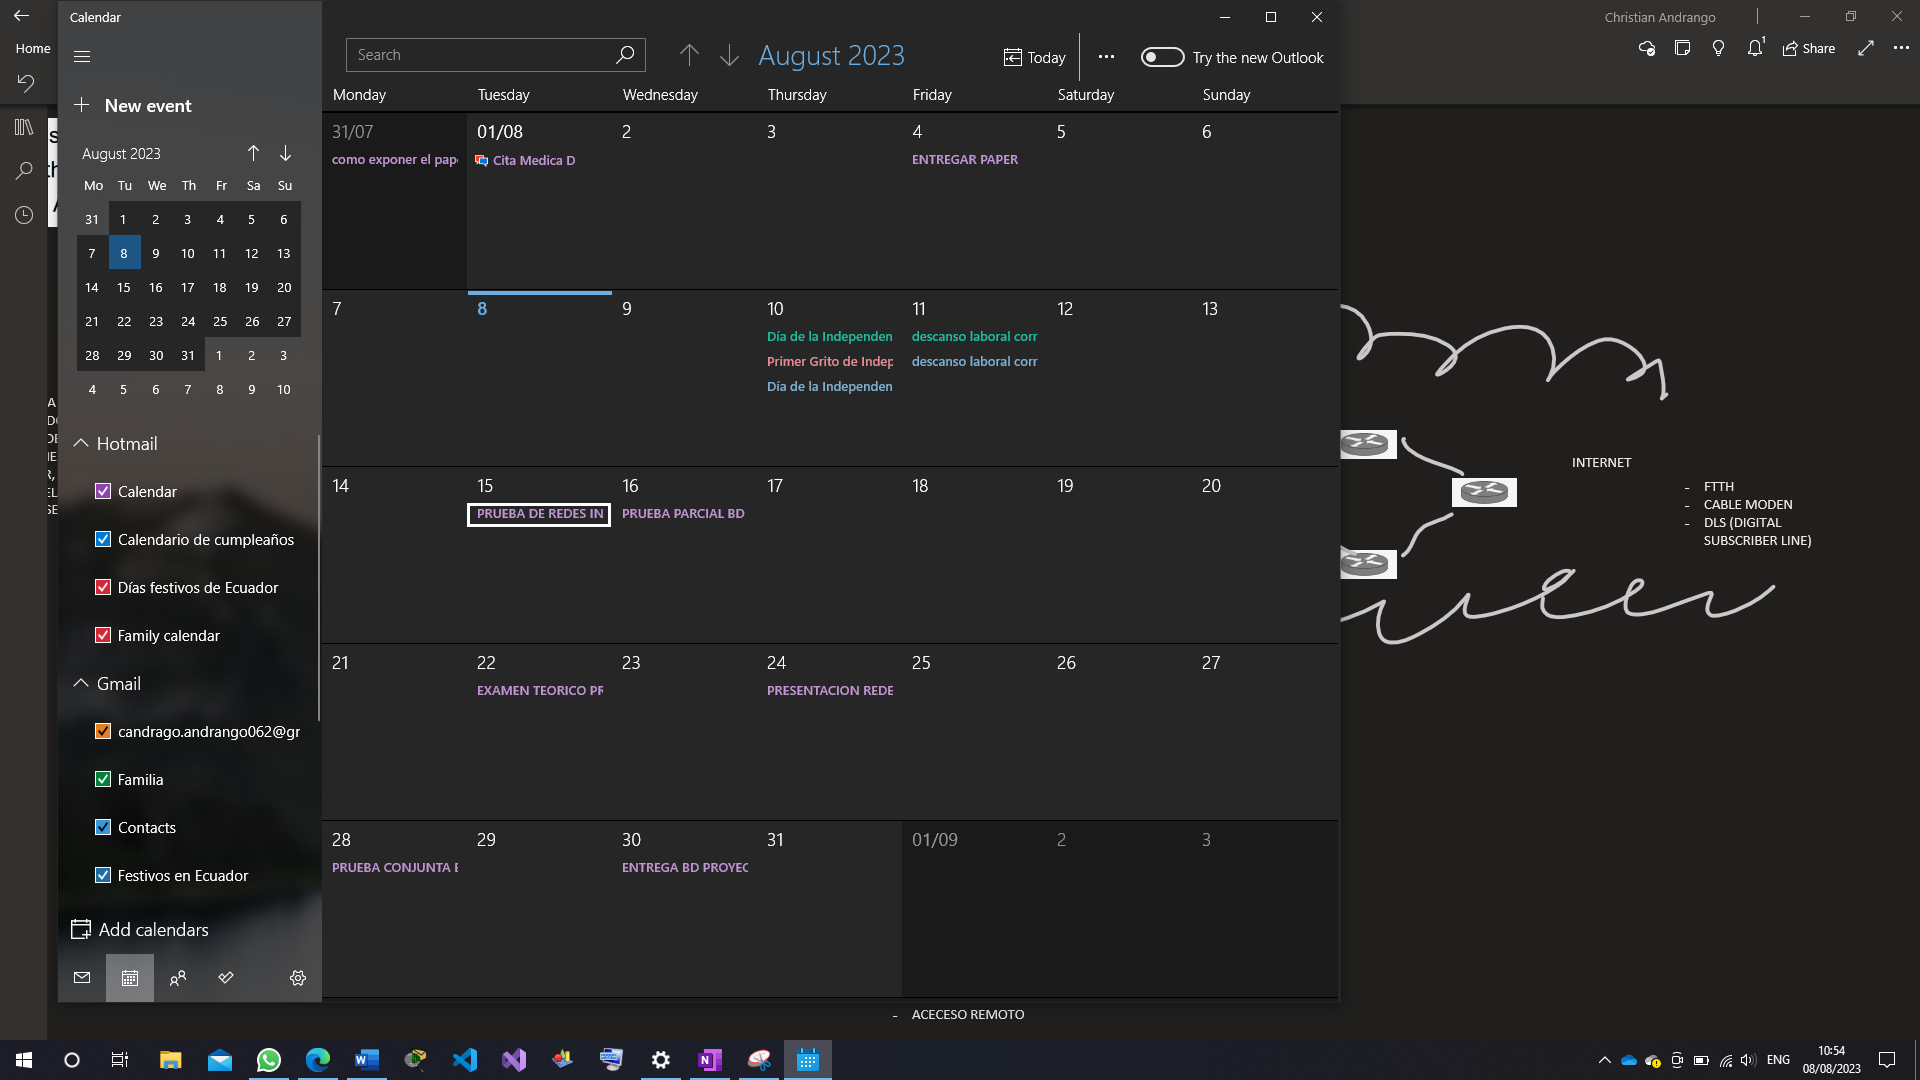 Calendar
Christian Andrango
Home
Share
Search
August 2023
Today
Try the new Outlook
New event
August 2023
Mo Tu We Th Fr Sa Su
31 1 2 3 4 5 6
7 8 9 10 11 12 13
14 15 16 17 18 19 20
21 22 23 24 25 26 27
28 29 30 31 1 2 3
4 5 6 7 8 9 10
Hotmail
Calendar
Calendario de cumpleaños
Días festivos de Ecuador
Family calendar
Gmail
candrago.andrango062@gr
Familia
Contacts
Festivos en Ecuador
Add calendars
Monday Tuesday Wednesday Thursday Friday Saturday Sunday
31/07 01/08 2 3 4 5 6
como exponer el pap Cita Medica D ENTREGAR PAPER
7 8 9 10 11 12 13
Día de la Independen descanso laboral corr
Primer Grito de Indep descanso laboral corr
Día de la Independen
14 15 16 17 18 19 20
PRUEBA DE REDES IN PRUEBA PARCIAL BD
21 22 23 24 25 26 27
EXAMEN TEORICO PR PRESENTACION REDE
28 29 30 31 01/09 2 3
PRUEBA CONJUNTA E ENTREGA BD PROYEC
INTERNET
- FTTH
- CABLE MODEN
- DLS (DIGITAL
SUBSCRIBER LINE)
- ACECESO REMOTO
ENG
10:54
08/08/2023